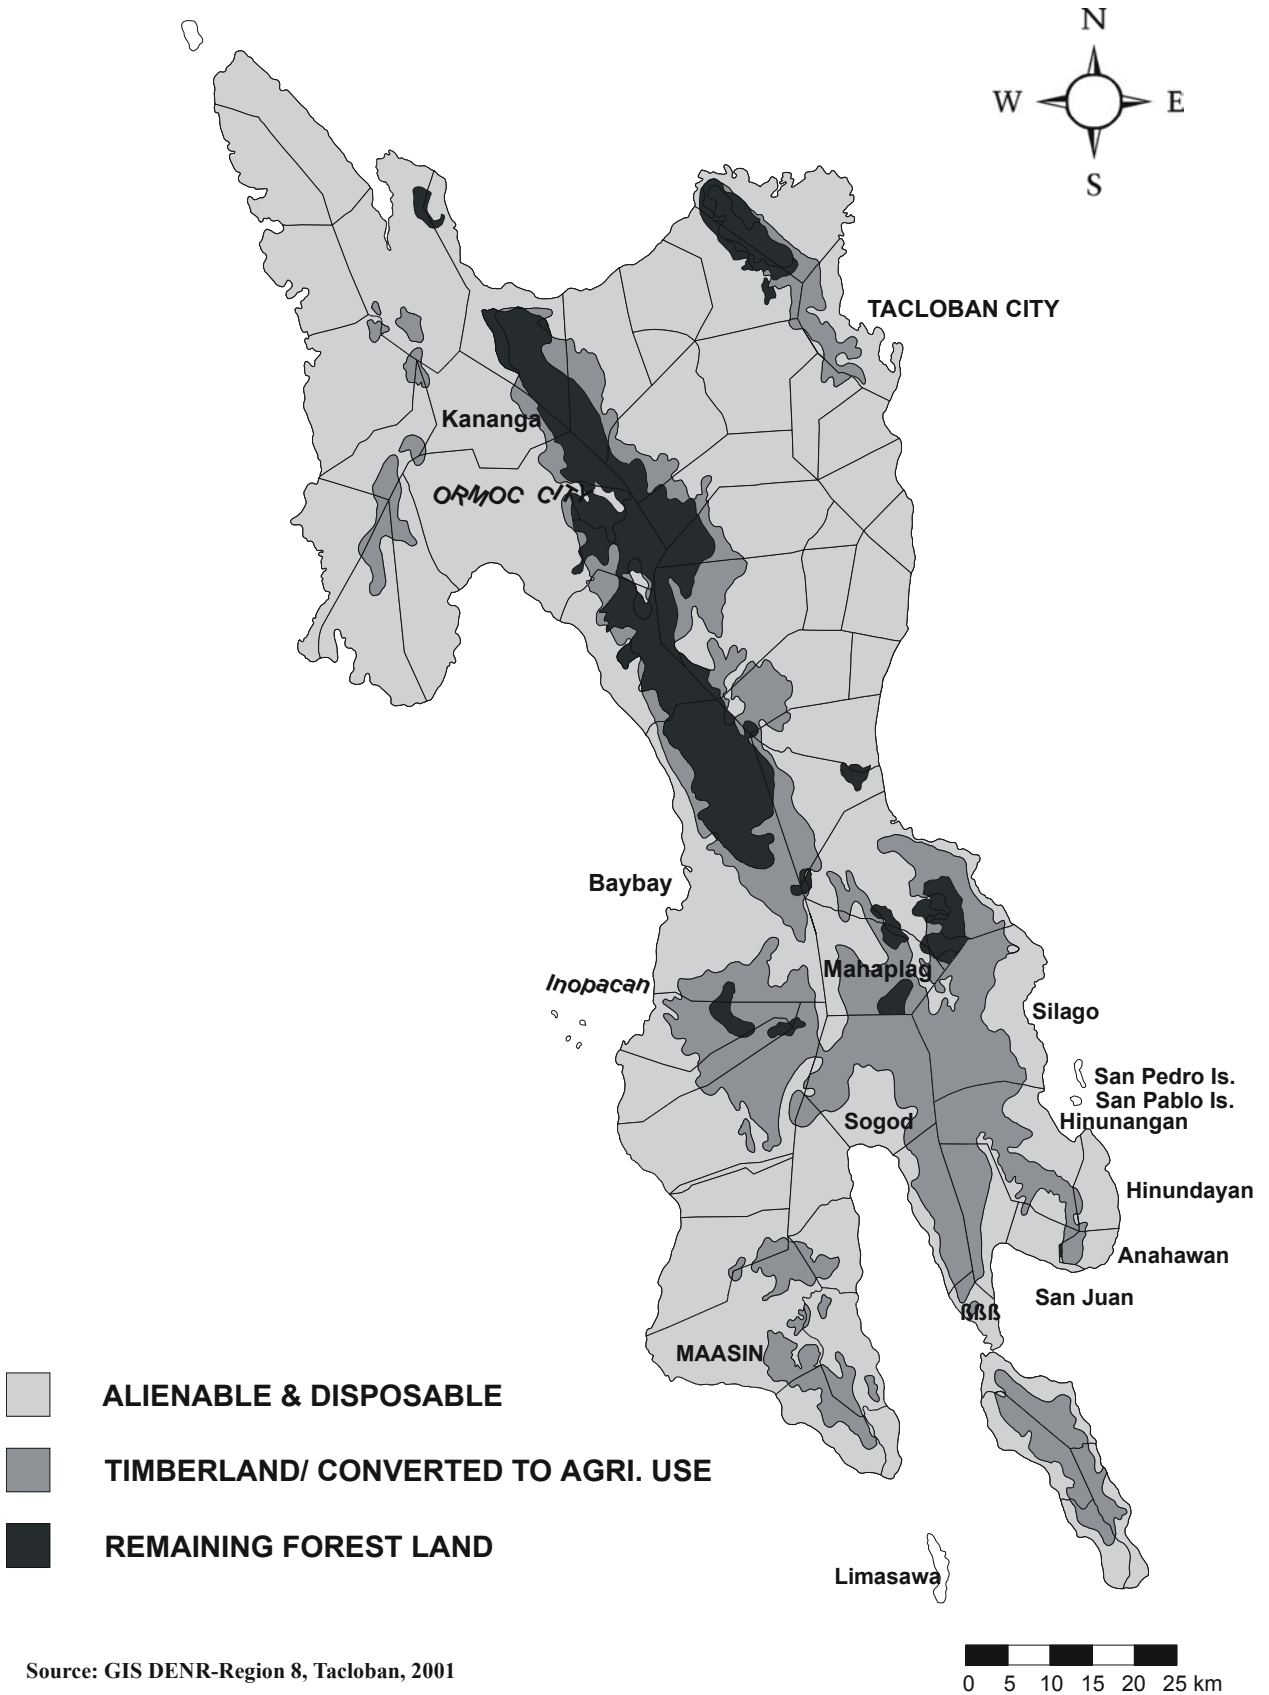 N
W E
S
TACLOBAN CITY
Kananga
ORMOC CITY
Baybay
Mahaplag
Inopacan
Silago
San Pedro Is.
San Pablo Is.
Sogod
Hinunangan
Hinundayan
Anahawan
San Juan
ßßß
MAASIN
ALIENABLE & DISPOSABLE
TIMBERLAND/ CONVERTED TO AGRI. USE
REMAINING FOREST LAND
Limasawa
Source: GIS DENR-Region 8, Tacloban, 2001
0 5 10 15 20 25 km